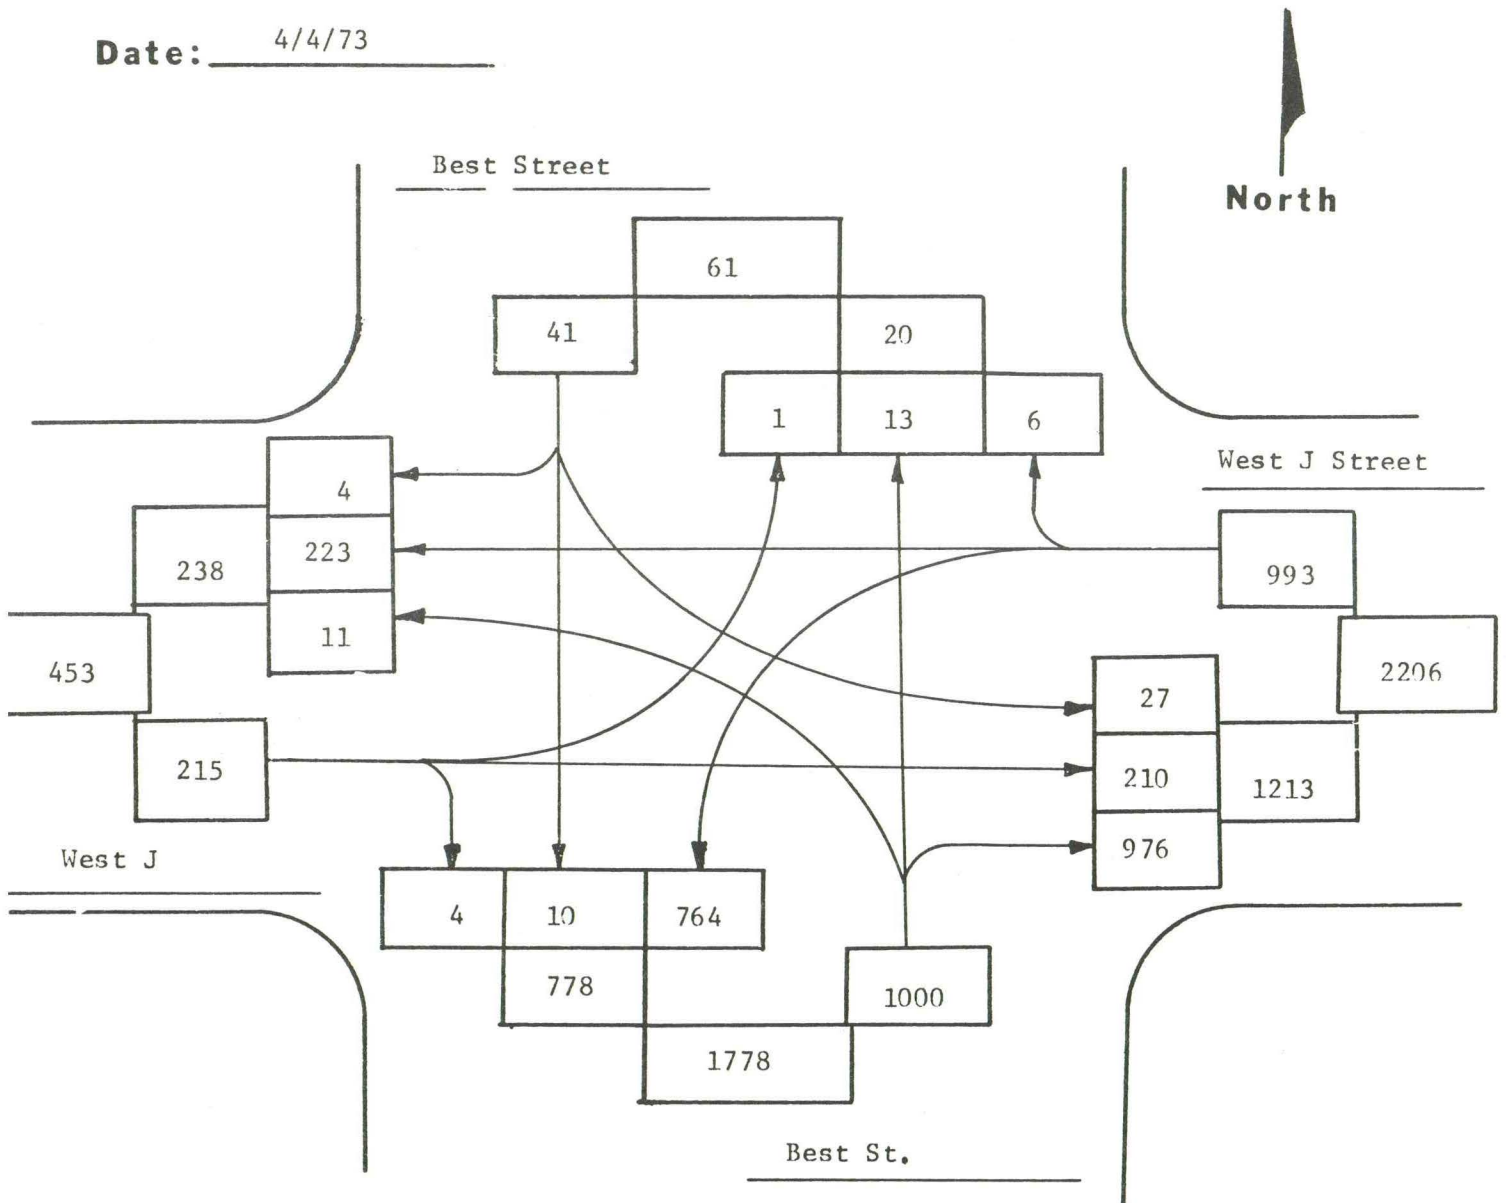 Date: 4/4/73
Best Street
North
61
41 20
1 13 6
West J Street
4
238 223 993
11
453 2206
27
215 210 1213
976
West J
4 10 764
778 1000
1778
Best St.